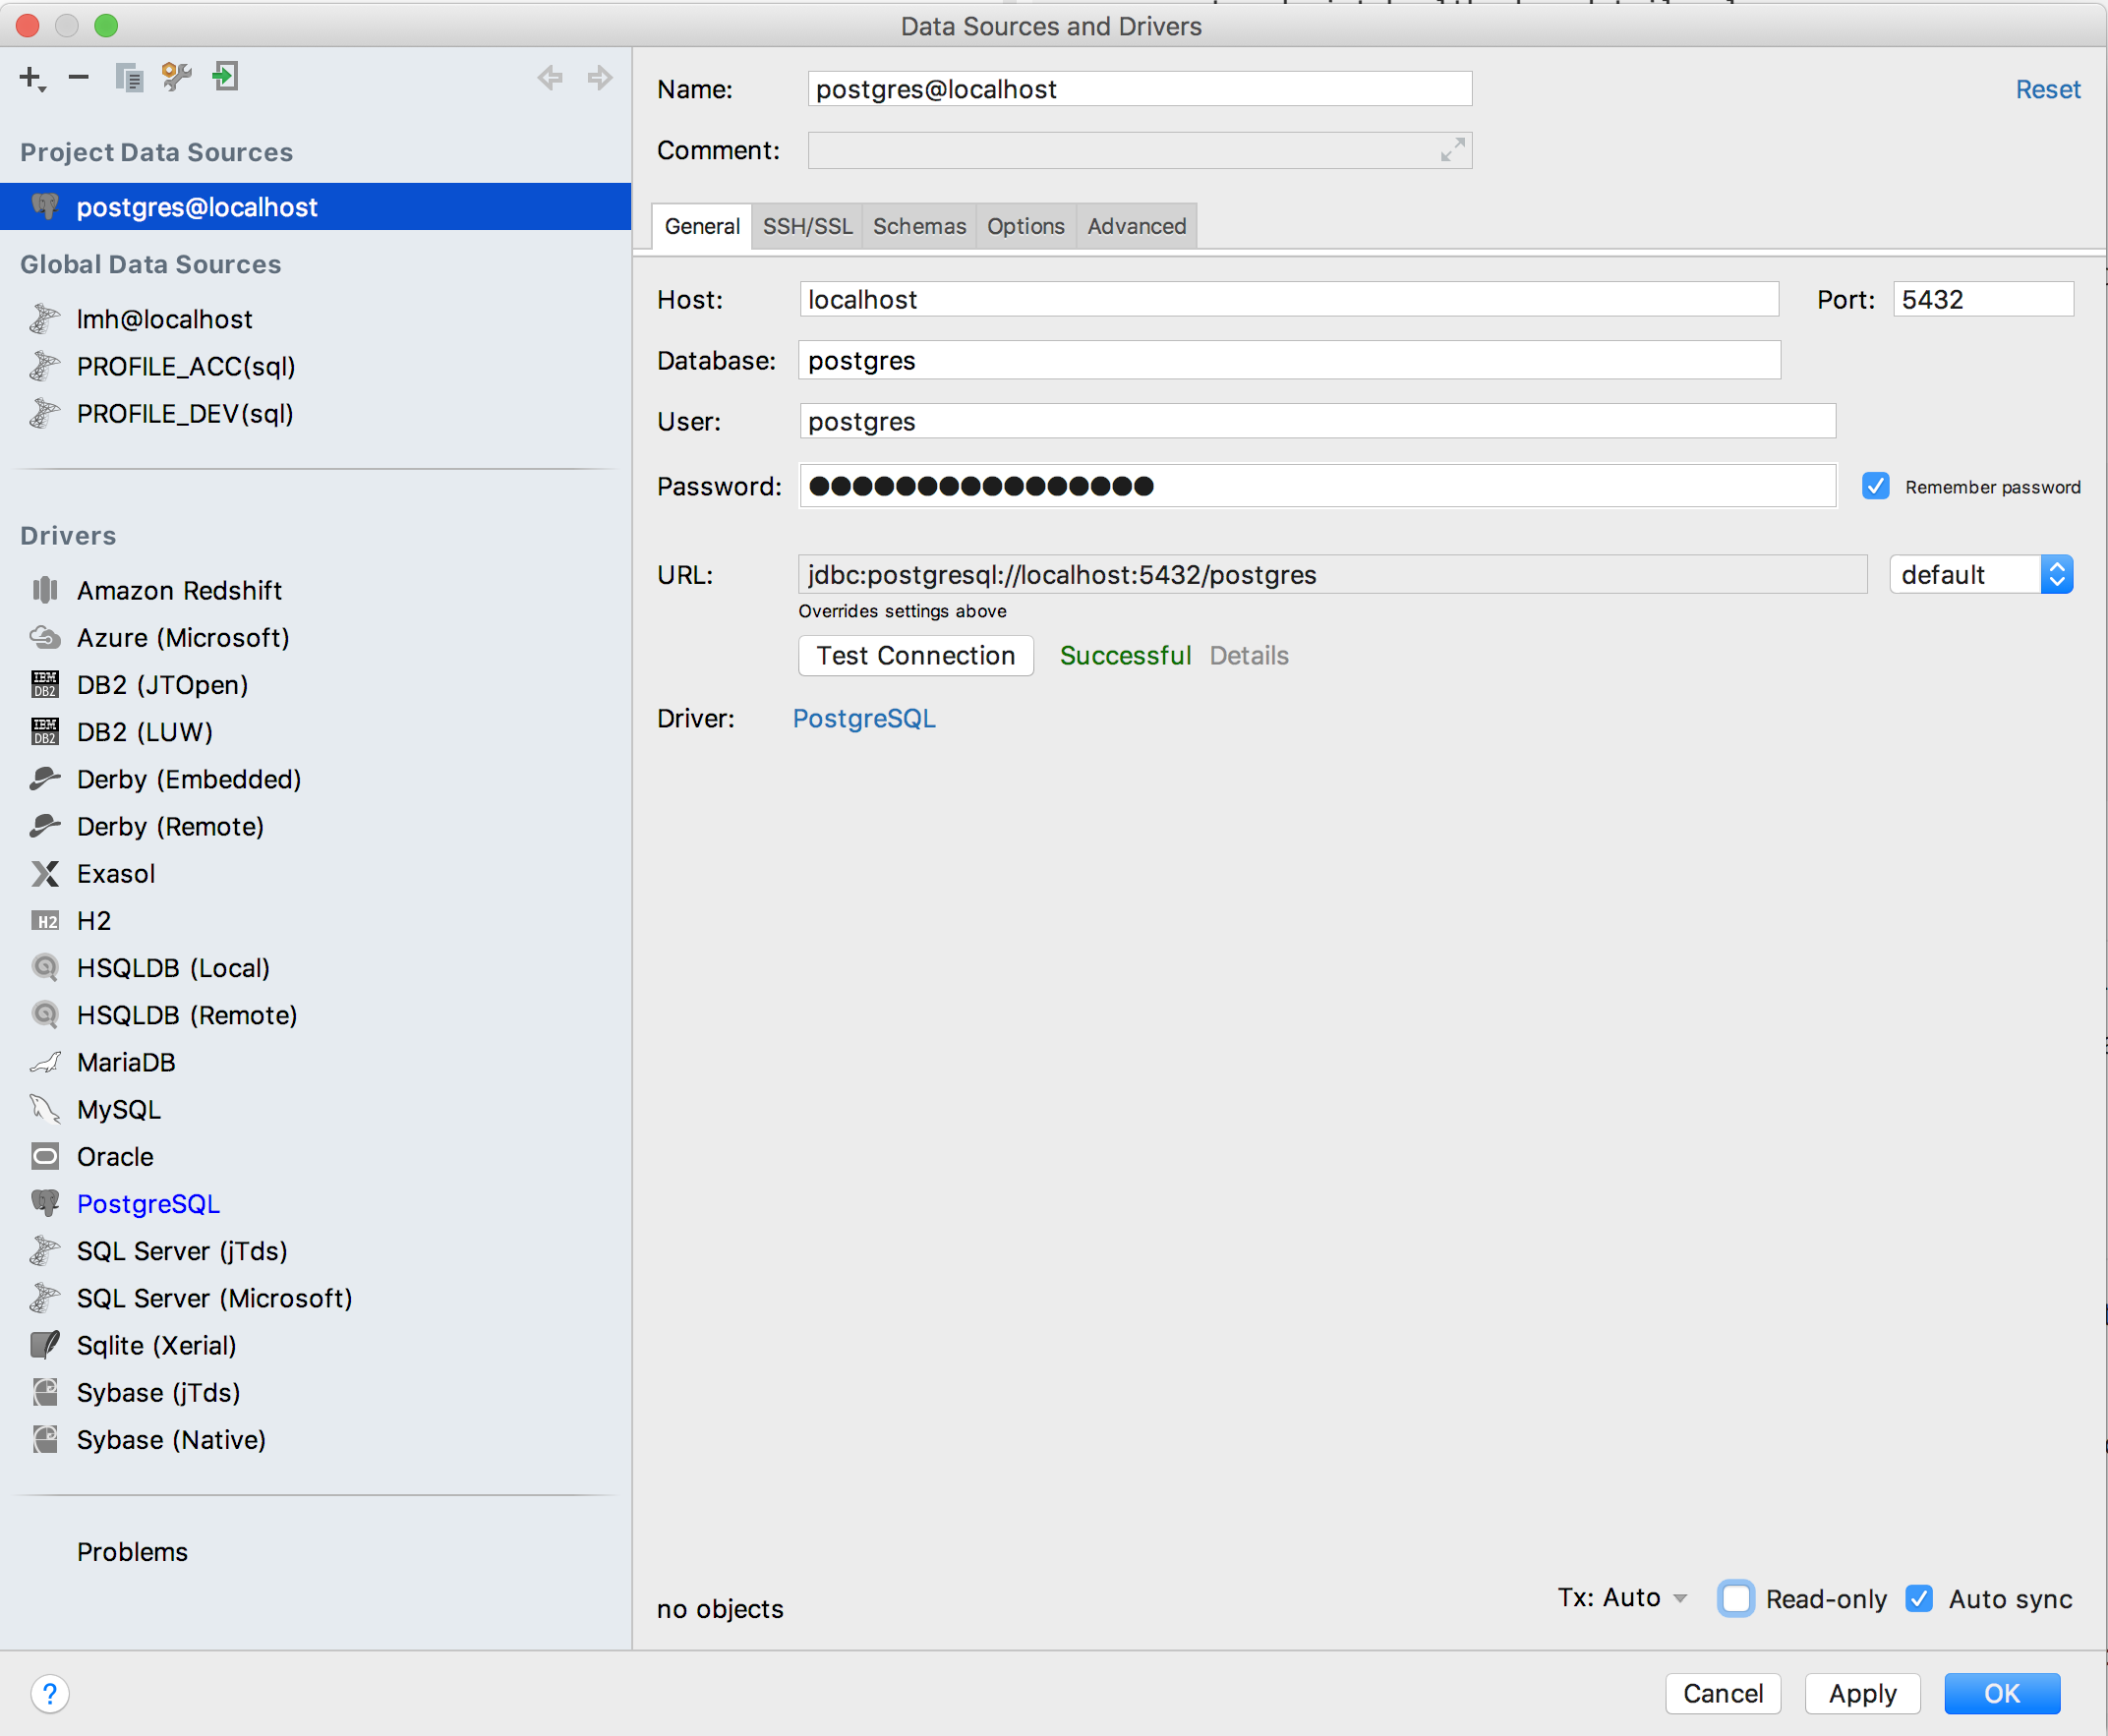 Data Sources and Drivers
Project Data Sources
postgres@localhost
Global Data Sources
lmh@localhost
PROFILE_ACC(sql)
PROFILE_DEV(sql)
Drivers
Amazon Redshift
Azure (Microsoft)
IBM DB2 DB2 (JTOpen)
IBM DB2 DB2 (LUW)
Derby (Embedded)
Derby (Remote)
Exasol
H2 H2
HSQLDB (Local)
HSQLDB (Remote)
MariaDB
MySQL
Oracle
PostgreSQL
SQL Server (jTds)
SQL Server (Microsoft)
Sqlite (Xerial)
Sybase (jTds)
Sybase (Native)
Problems
?
Name: postgres@localhost Reset
Comment:
General SSH/SSL Schemas Options Advanced
Host: localhost Port: 5432
Database: postgres
User: postgres
Password: ●●●●●●●●●●●●●●●● Remember password
URL: jdbc:postgresql://localhost:5432/postgres default
Overrides settings above
Test Connection Successful Details
Driver: PostgreSQL
no objects Tx: Auto Read-only Auto sync
Cancel Apply OK